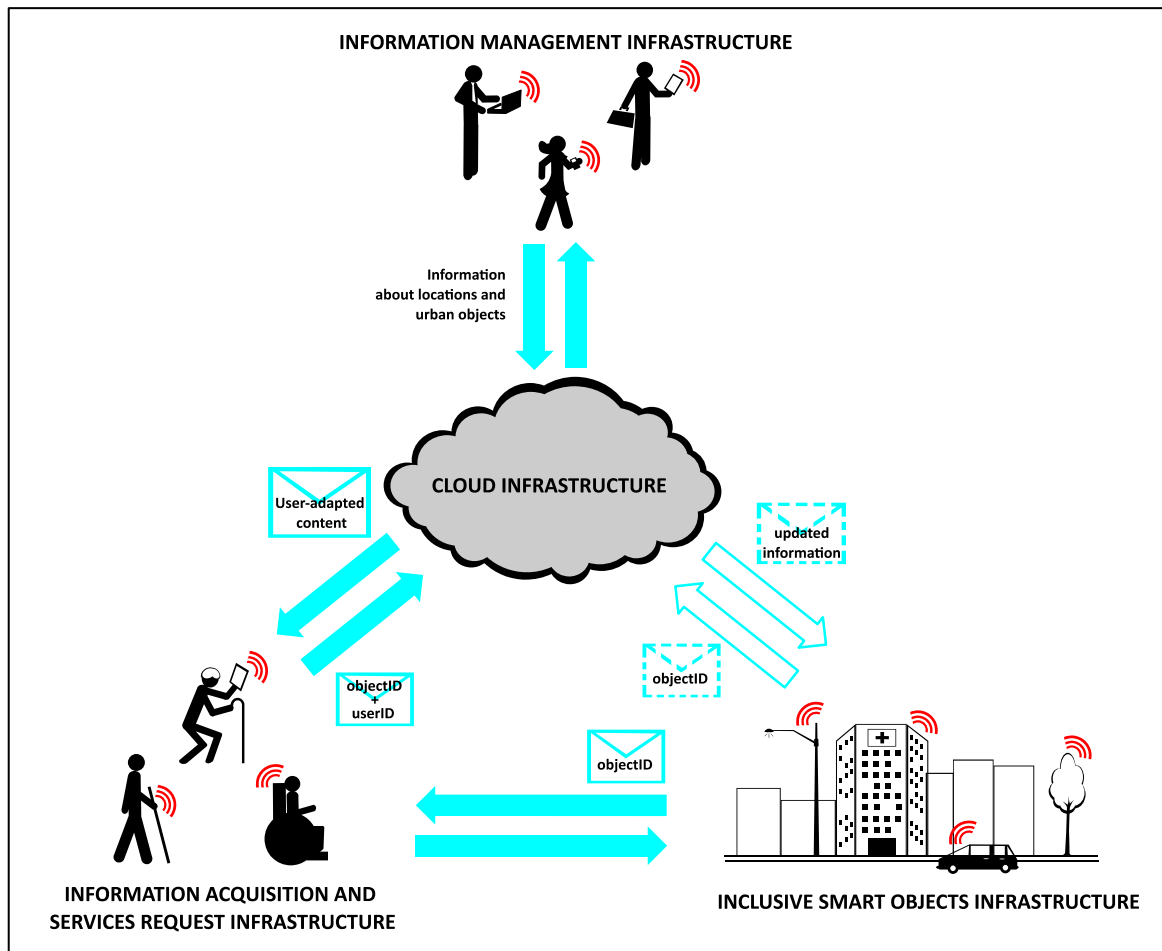 INFORMATION MANAGEMENT INFRASTRUCTURE
Information
about locations and
urban objects
CLOUD INFRASTRUCTURE
User-adapted
content
updated
information
objectID
+
userID
objectID
objectID
INFORMATION ACQUISITION AND
SERVICES REQUEST INFRASTRUCTURE
INCLUSIVE SMART OBJECTS INFRASTRUCTURE